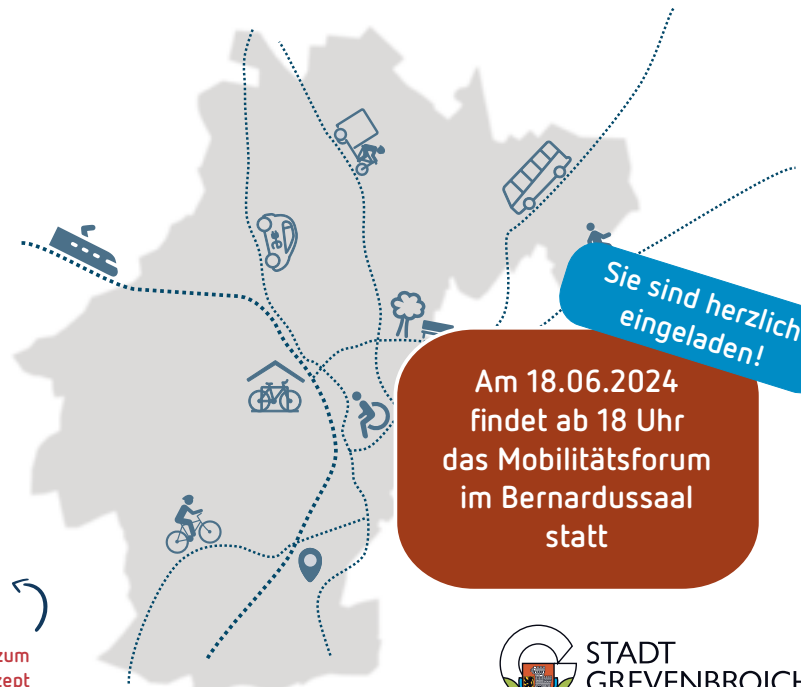 Sie sind herzlich
eingeladen!
Am 18.06.2024
findet ab 18 Uhr
das Mobilitätsforum
im Bernardussaal
statt
zum
zept
STADT
GREVENBROICH